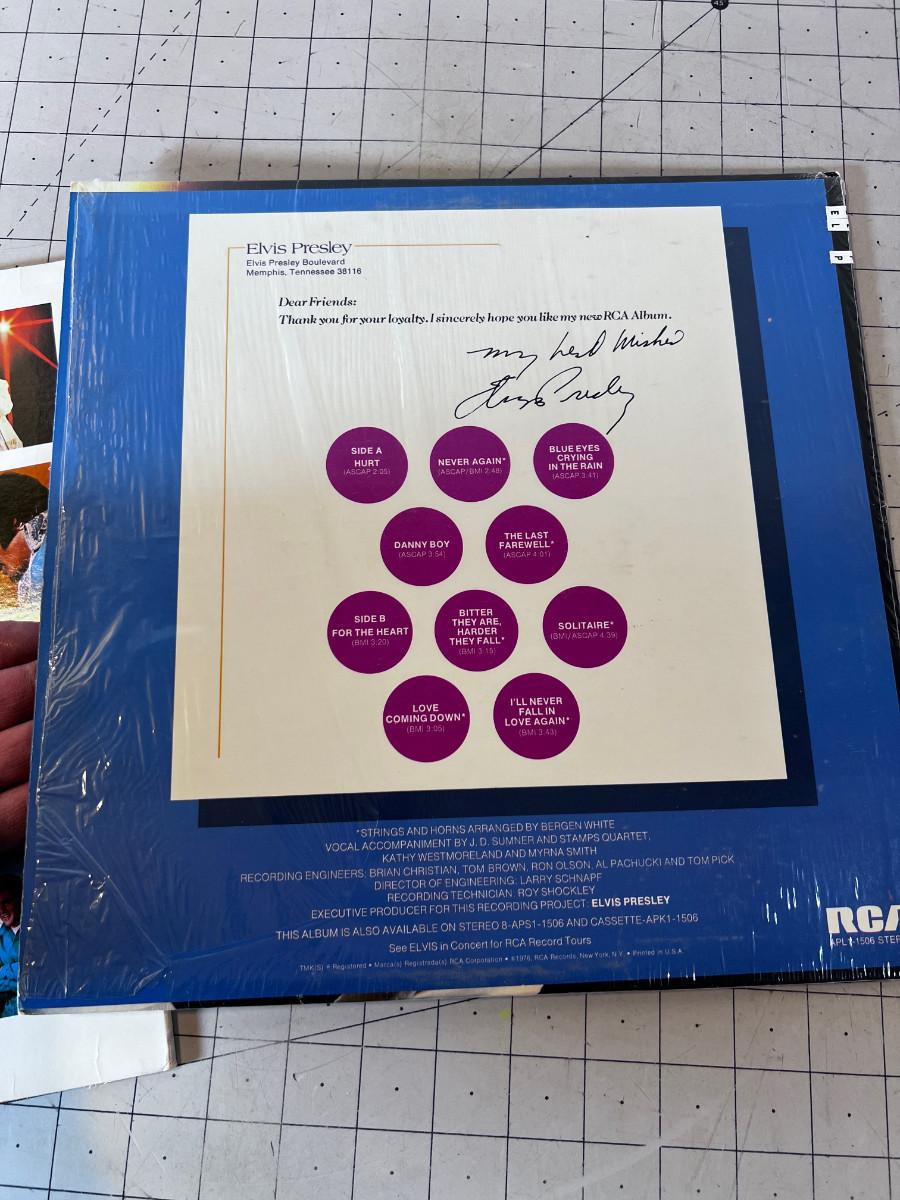 45°
E L
P
Elvis Presley
Elvis Presley Boulevard
Memphis, Tennessee 38116
Dear Friends:
Thank you for your loyalty. I sincerely hope you like my new RCA Album.
my best Wishes
Elvis Presley
SIDE A
HURT
(ASCAP 2:05)
NEVER AGAIN*
(ASCAP/BMI 2:48)
BLUE EYES
CRYING
IN THE RAIN
(ASCAP 3:41)
DANNY BOY
(ASCAP 3:54)
THE LAST
FAREWELL*
(ASCAP 4:01)
SIDE B
FOR THE HEART
(BMI 3:20)
BITTER
THEY ARE,
HARDER
THEY FALL*
(BMI 3:15)
SOLITAIRE*
(BMI/ASCAP 4:39)
LOVE
COMING DOWN*
(BMI 3:05)
I'LL NEVER
FALL IN
LOVE AGAIN*
(BMI 3:43)
*STRINGS AND HORNS ARRANGED BY BERGEN WHITE
VOCAL ACCOMPANIMENT BY J. D. SUMNER AND STAMPS QUARTET,
KATHY WESTMORELAND AND MYRNA SMITH
RECORDING ENGINEERS: BRIAN CHRISTIAN, TOM BROWN, RON OLSON, AL PACHUCKI AND TOM PICK
DIRECTOR OF ENGINEERING: LARRY SCHNAPF
RECORDING TECHNICIAN: ROY SHOCKLEY
EXECUTIVE PRODUCER FOR THIS RECORDING PROJECT: ELVIS PRESLEY
THIS ALBUM IS ALSO AVAILABLE ON STEREO 8-APS1-1506 AND CASSETTE-APK1-1506
See ELVIS in Concert for RCA Record Tours
TMK(S) ® Registered • Marca(s) Registrada(s) RCA Corporation • ©1976, RCA Records, New York, N.Y. • Printed in U.S.A.
RCA
APL1-1506 STER